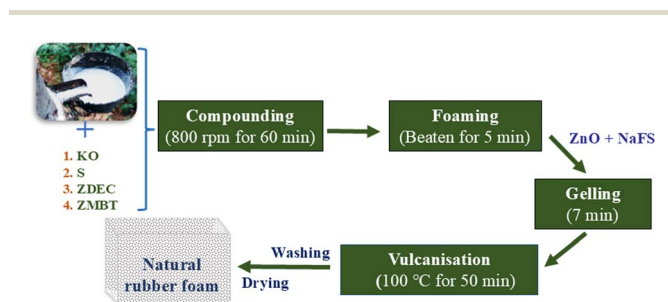 +
1. KO
2. S
3. ZDEC
4. ZMBT
Compounding
(800 rpm for 60 min)
Foaming
(Beaten for 5 min)
ZnO + NaFS
Gelling
(7 min)
Vulcanisation
(100 °C for 50 min)
Washing
Drying
Natural
rubber foam